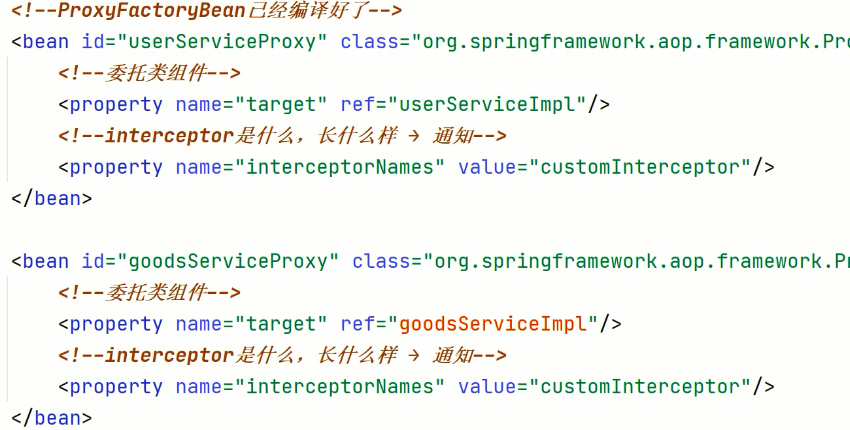 <!--ProxyFactoryBean已经编译好了-->
<bean id="userServiceProxy" class="org.springframework.aop.framework.Pro
<!--委托类组件-->
<property name="target" ref="userServiceImpl"/>
<!--interceptor是什么，长什么样 → 通知-->
<property name="interceptorNames" value="customInterceptor"/>
</bean>
<bean id="goodsServiceProxy" class="org.springframework.aop.framework.Pr
<!--委托类组件-->
<property name="target" ref="goodsServiceImpl"/>
<!--interceptor是什么，长什么样 → 通知-->
<property name="interceptorNames" value="customInterceptor"/>
</bean>